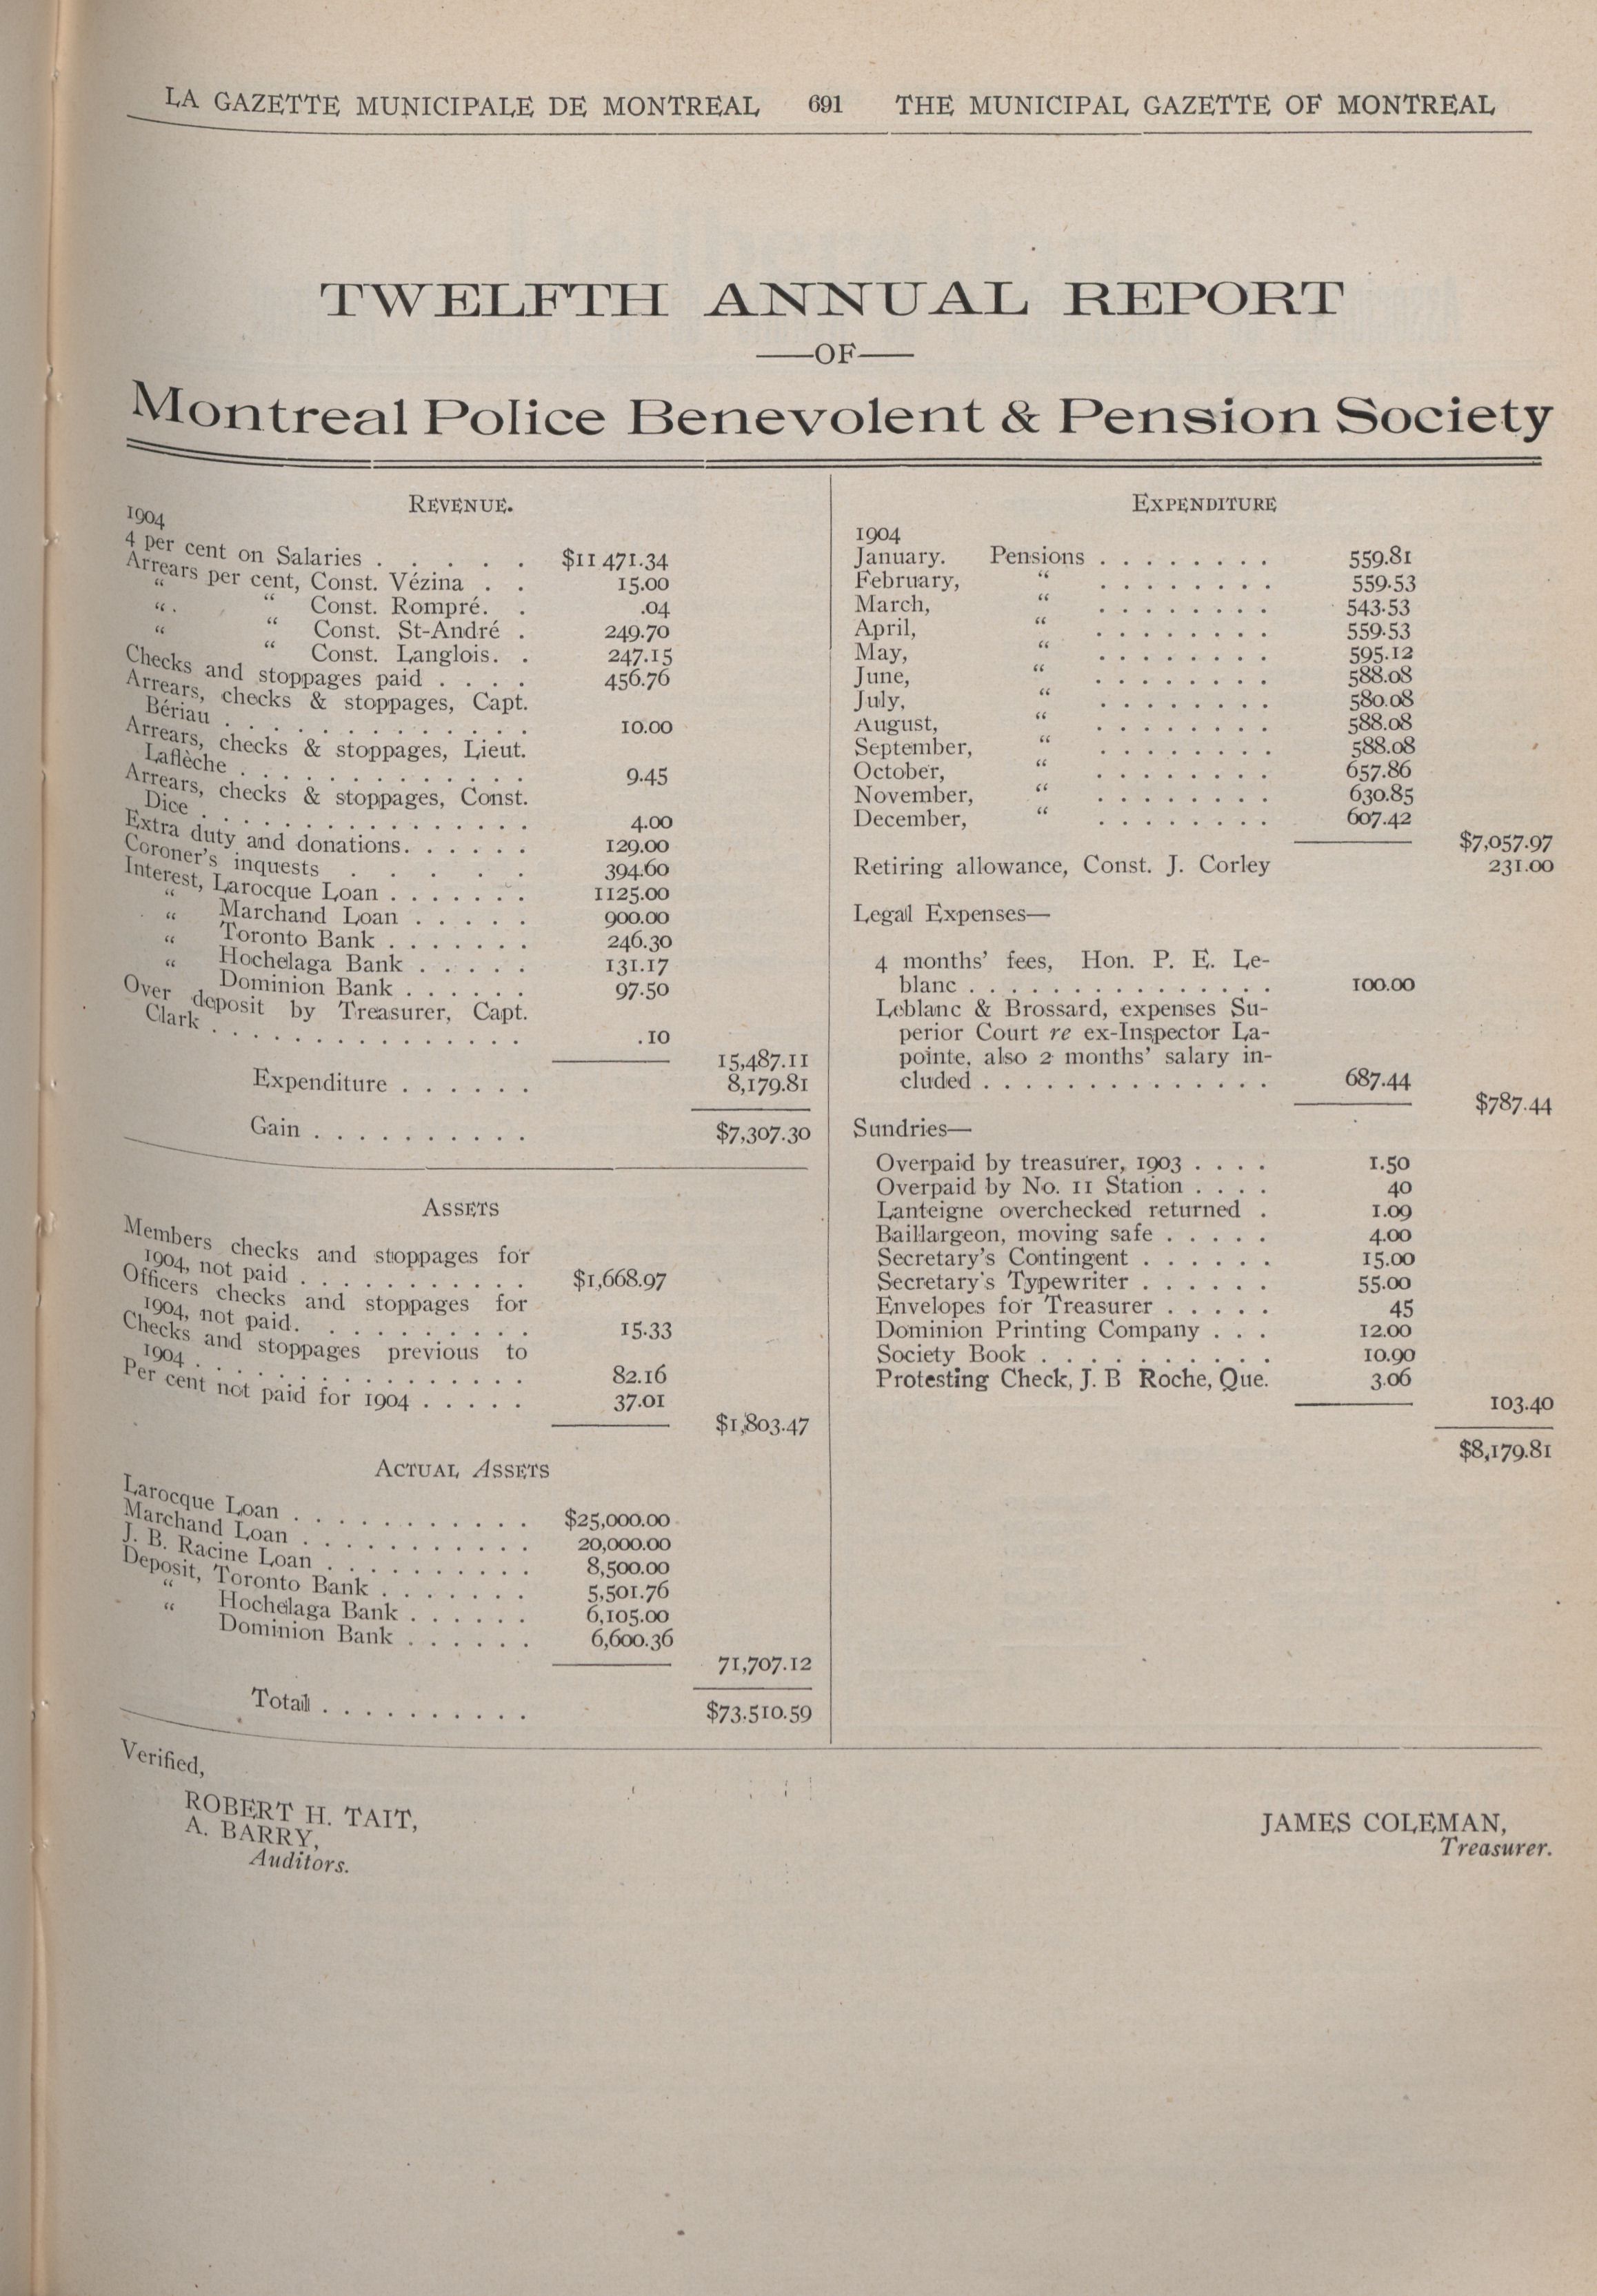 LA GAZETTE MUNICIPALE DE MONTREAL 691 THE MUNICIPAL GAZETTE OF MONTREAL
TWELFTH ANNUAL REPORT
—OF—
Montreal Police Benevolent & Pension Society
REVENUE.
1904
4 per cent on Salaries . . . . . . $11 471.34
Arrears per cent, Const. Vézina . . 15.00
“ “ Const. Rompré. . .04
“ “ Const. St-André . 249.70
“ “ Const. Langlois. . 247.15
Checks and stoppages paid . . . . 456.76
Arrears, checks & stoppages, Capt.
Bériau . . . . . . . . . . . . 10.00
Arrears, checks & stoppages, Lieut.
Laflèche . . . . . . . . . . . 9.45
Arrears, checks & stoppages, Const.
Dice . . . . . . . . . . . . . 4.00
Extra duty and donations. . . . . . 129.00
Coroner's inquests . . . . . 394.60
Interest, Larocque Loan . . . . . . . 1125.00
“ Marchand Loan . . . . . 900.00
“ Toronto Bank . . . . . . . 246.30
“ Hochelaga Bank . . . . . 131.17
“ Dominion Bank . . . . . . 97.50
Over deposit by Treasurer, Capt.
Clark . . . . . . . . . . . . . . .10
15,487.11
Expenditure . . . . . . 8,179.81
Gain . . . . . . . . . . $7,307.30
ASSETS
Members checks and stoppages for
1904, not paid . . . . . . . . . . . $1,668.97
Officers checks and stoppages for
1904, not paid. . . . . . . . . . 15.33
Checks and stoppages previous to
1904 . . . . . . . . . . . . . 82.16
Per cent not paid for 1904 . . . . . 37.01
$1,803.47
ACTUAL ASSETS
Larocque Loan . . . . . . . . . . . $25,000.00
Marchand Loan . . . . . . . . . . . 20,000.00
J. B. Racine Loan . . . . . . . . . . 8,500.00
Deposit, Toronto Bank . . . . . . . 5,501.76
“ Hochelaga Bank . . . . . . 6,105.00
“ Dominion Bank . . . . . . 6,600.36
71,707.12
Total . . . . . . . . . . $73.510.59
EXPENDITURE
1904
January. Pensions . . . . . . . . 559.81
February, “ . . . . . . . . 559.53
March, “ . . . . . . . . 543.53
April, “ . . . . . . . . 559.53
May, “ . . . . . . . . 595.12
June, “ . . . . . . . . 588.08
July, “ . . . . . . . . 580.08
August, “ . . . . . . . . 588.08
September, “ . . . . . . . . 588.08
October, “ . . . . . . . . 657.86
November, “ . . . . . . . . 630.85
December, “ . . . . . . . . 607.42
$7,057.97
Retiring allowance, Const. J. Corley 231.00
Legal Expenses—
4 months' fees, Hon. P. E. Le-
blanc . . . . . . . . . . . . . . . 100.00
Leblanc & Brossard, expenses Su-
perior Court re ex-Inspector La-
pointe, also 2 months' salary in-
cluded . . . . . . . . . . . . . . 687.44
$787.44
Sundries—
Overpaid by treasurer, 1903 . . . . 1.50
Overpaid by No. 11 Station . . . . 40
Lanteigne overchecked returned . 1.09
Baillargeon, moving safe . . . . . 4.00
Secretary's Contingent . . . . . . 15.00
Secretary's Typewriter . . . . . . 55.00
Envelopes for Treasurer . . . . . 45
Dominion Printing Company . . . 12.00
Society Book . . . . . . . . . . 10.90
Protesting Check, J. B Roche, Que. 3.06
103.40
$8,179.81
Verified,
ROBERT H. TAIT,
A. BARRY,
Auditors.
JAMES COLEMAN,
Treasurer.